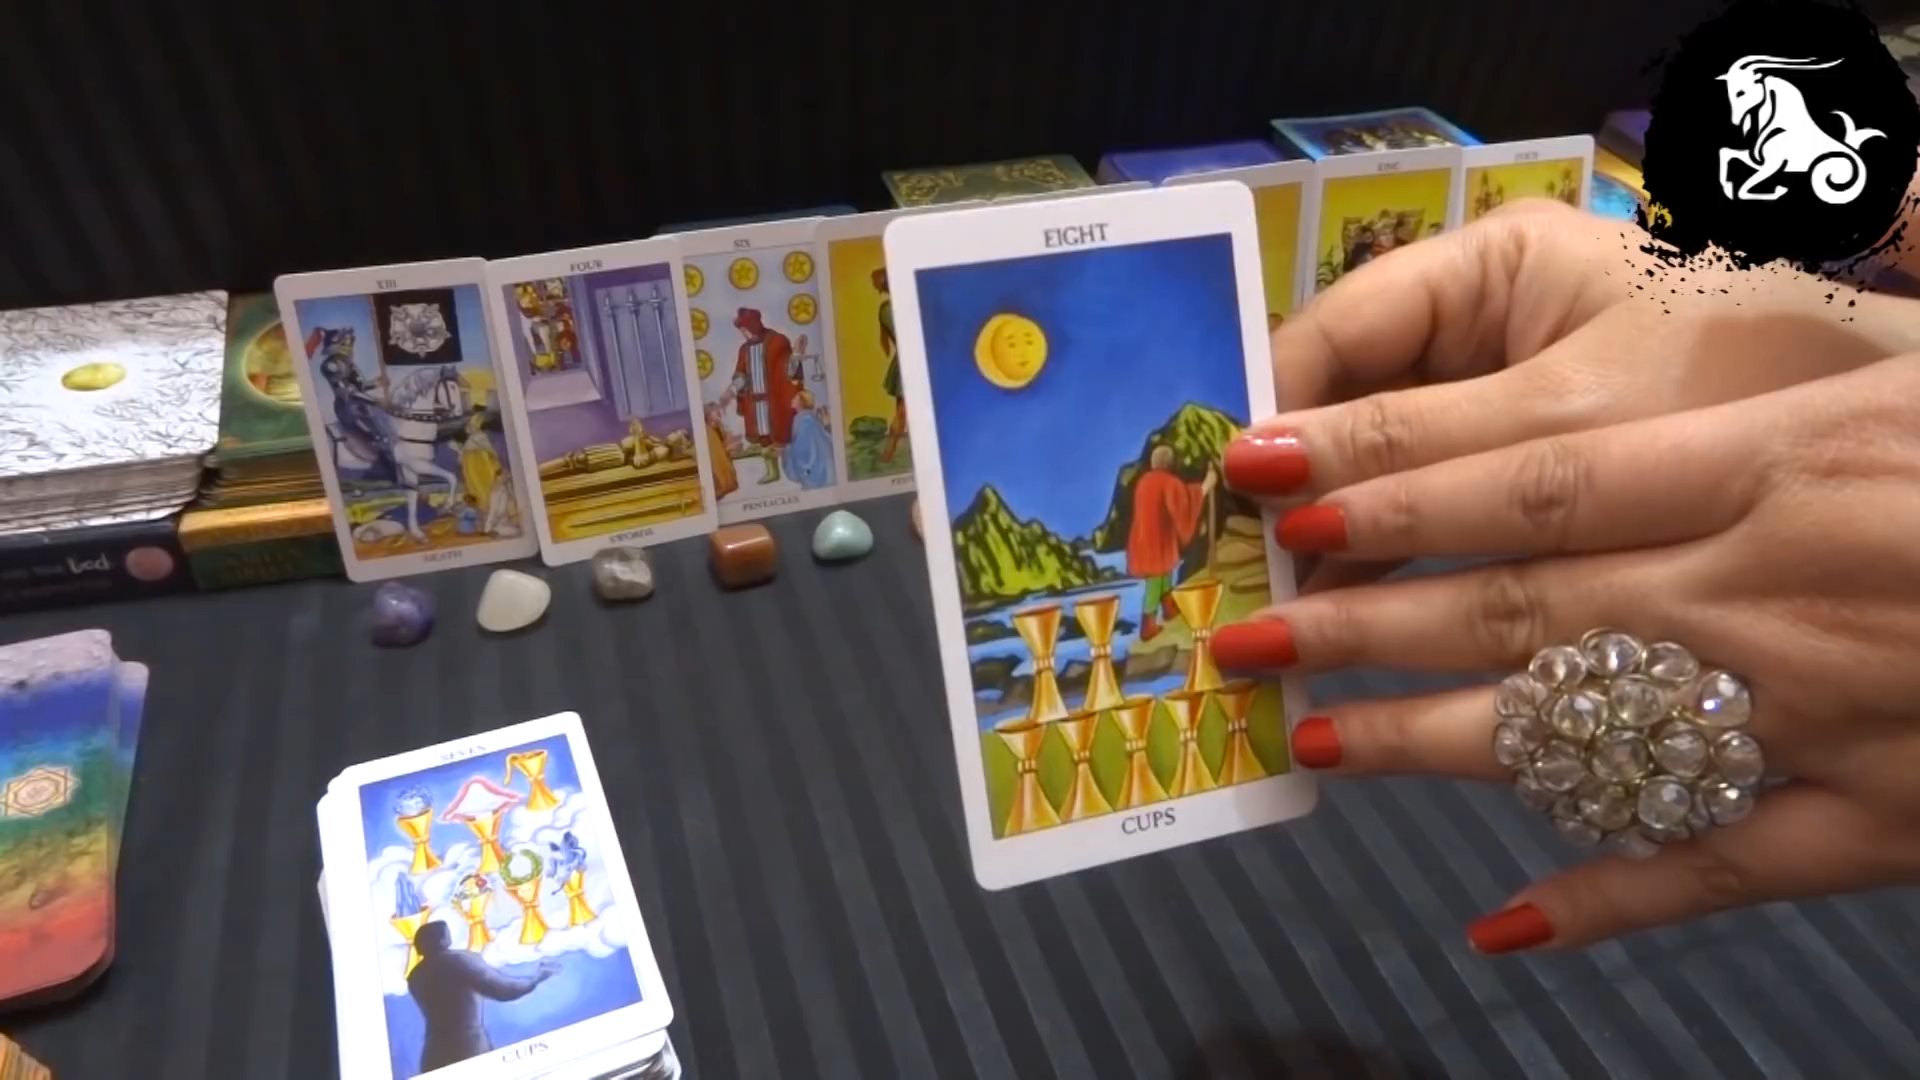 EIGHT
CUPS
XIII
DEATH
FOUR
SWORDS
SIX
PENTACLES
KING
SEVEN
CUPS